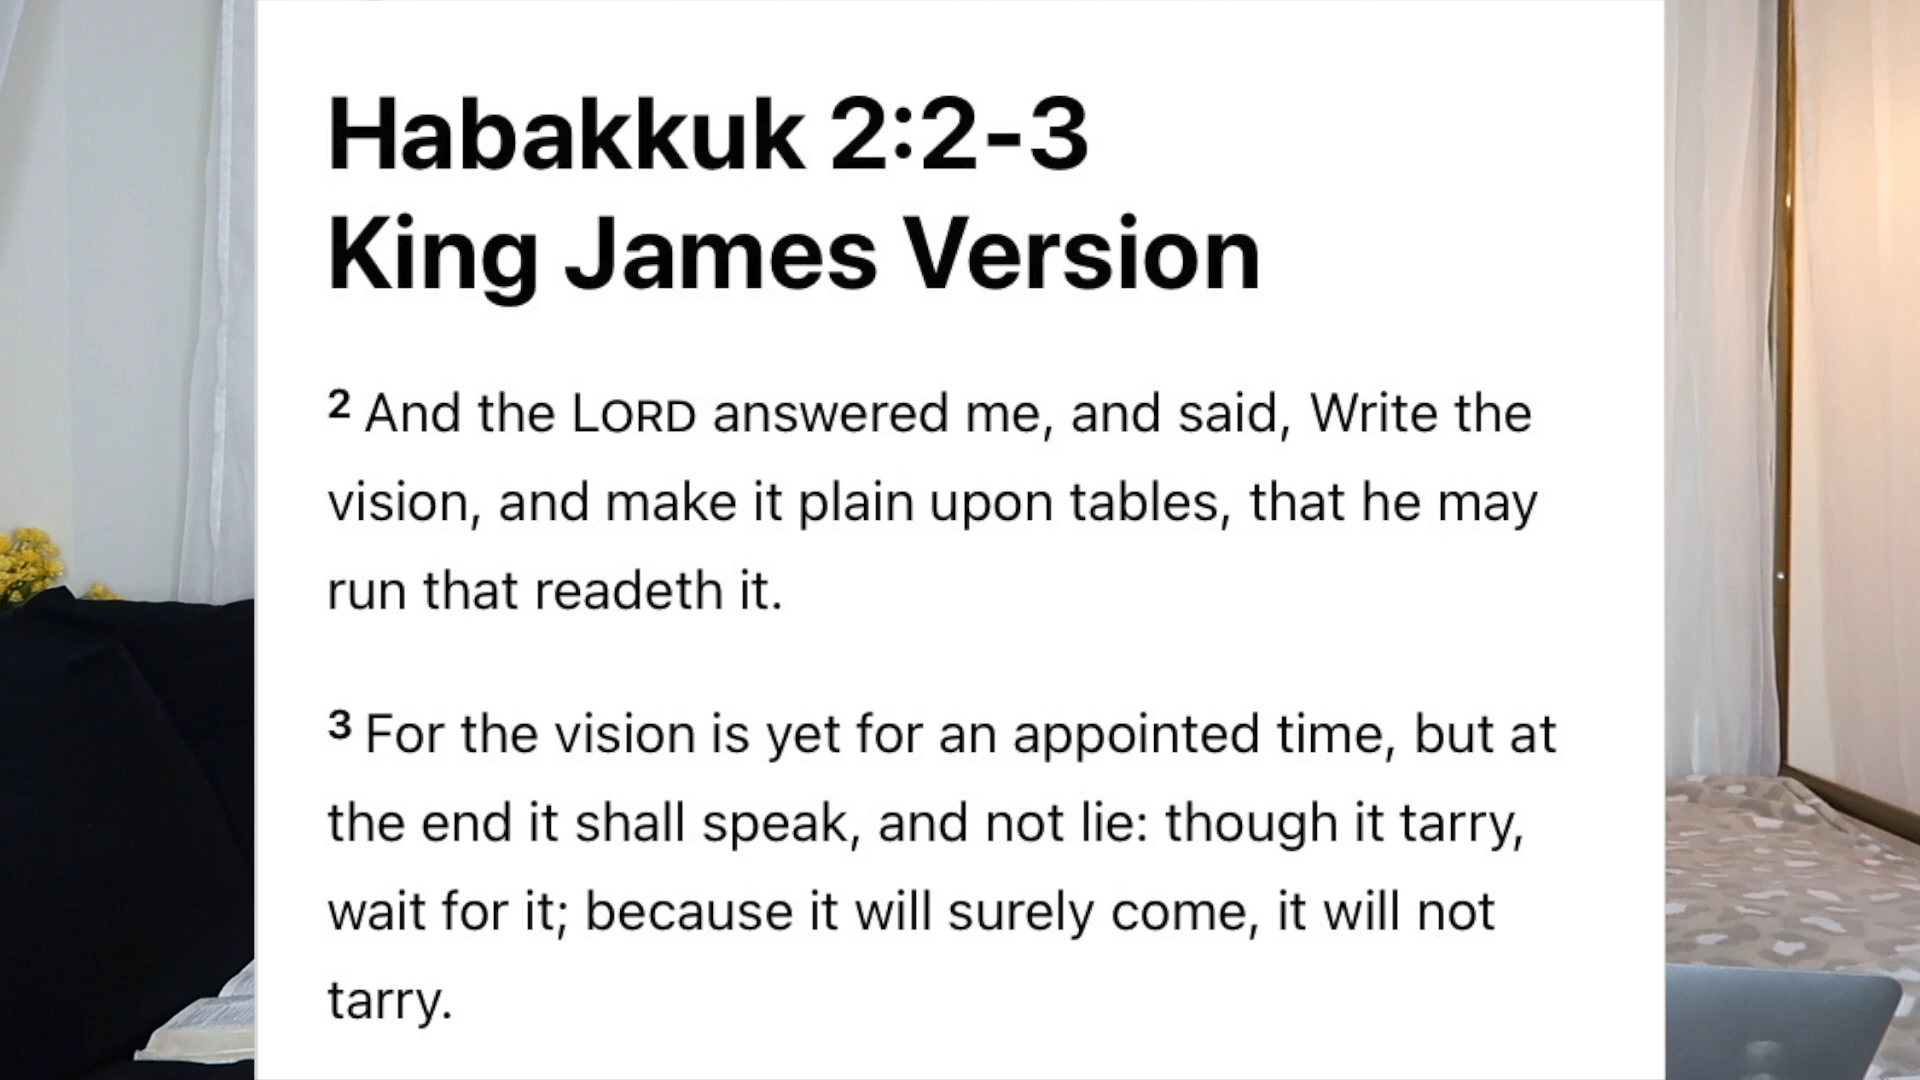 Habakkuk 2:2-3
King James Version
2 And the LORD answered me, and said, Write the
vision, and make it plain upon tables, that he may
run that readeth it.
3 For the vision is yet for an appointed time, but at
the end it shall speak, and not lie: though it tarry,
wait for it; because it will surely come, it will not
tarry.